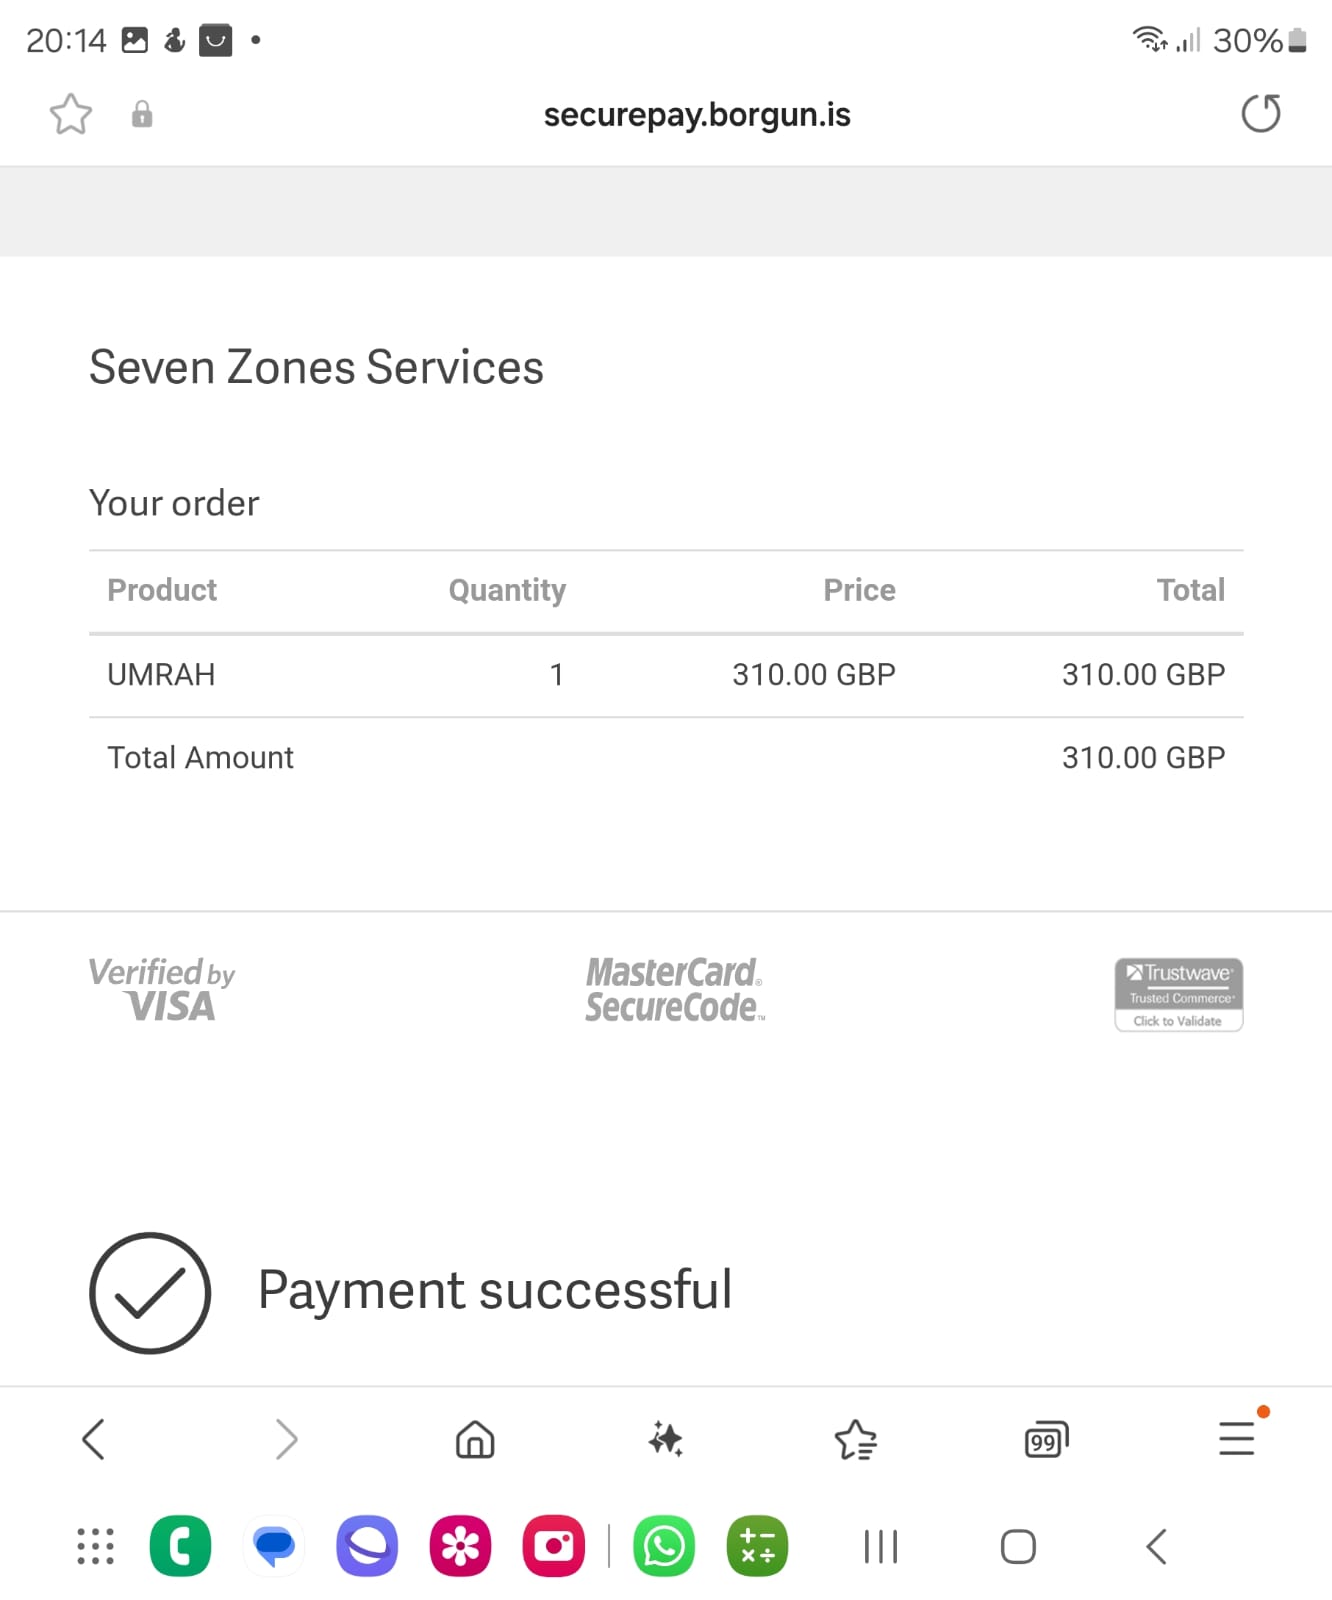 20:14
30%
securepay.borgun.is
Seven Zones Services
Your order
Product Quantity Price Total
UMRAH 1 310.00 GBP 310.00 GBP
Total Amount 310.00 GBP
Verified by
VISA
MasterCard®
SecureCode™
Trustwave®
Trusted Commerce®
Click to Validate
Payment successful
99